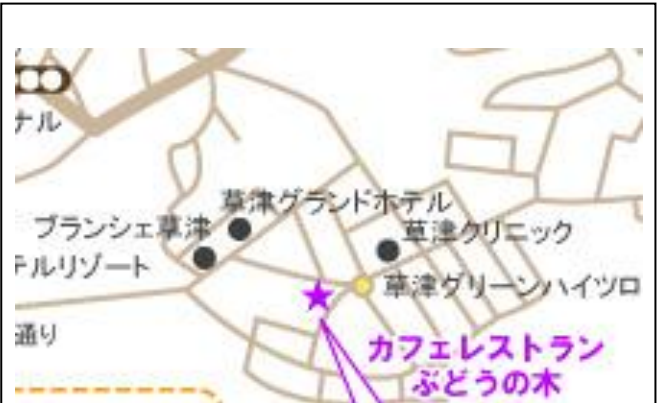 ナル
草津グランドホテル
ブランシェ草津
草津クリニック
テルリゾート
草津グリーンハイツロ
通り
カフェレストラン
ぶどうの木